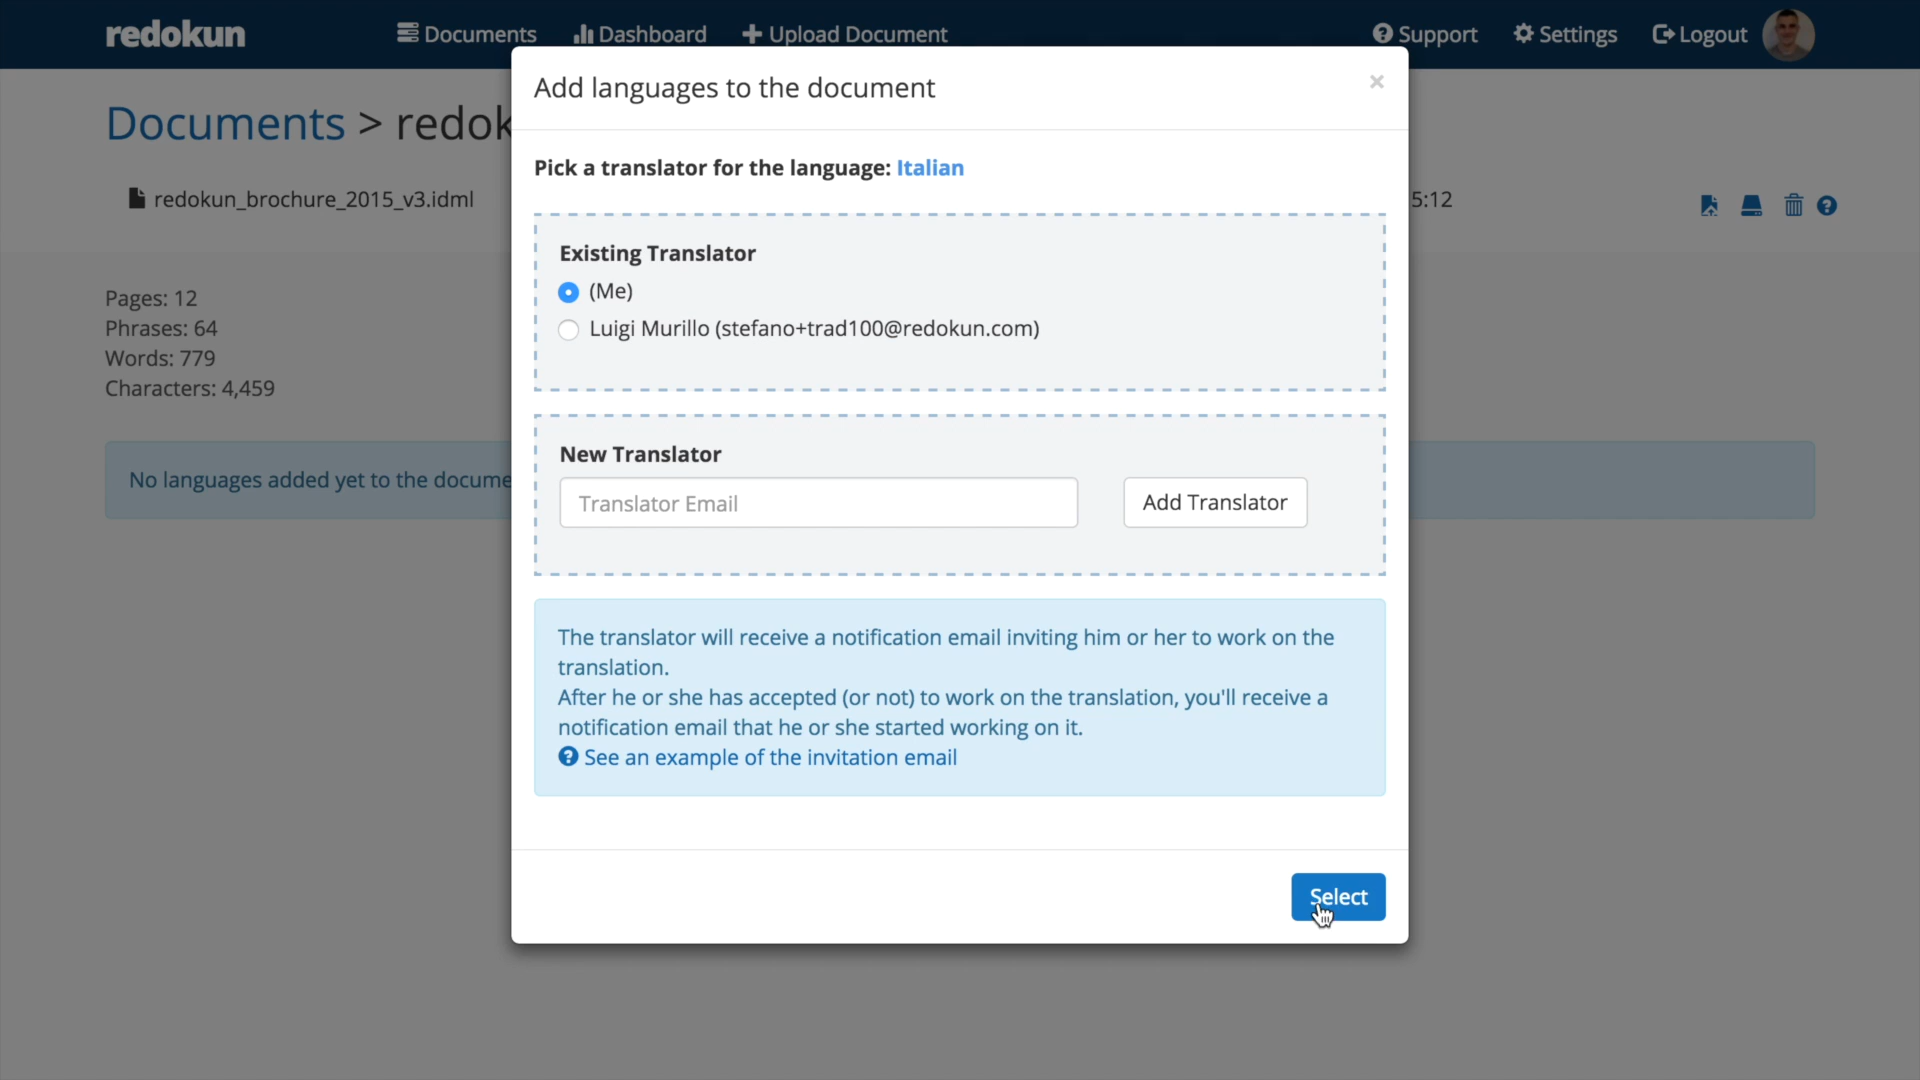 redokun
Documents
Dashboard
Upload Document
Support
Settings
Logout
Documents > redok
redokun_brochure_2015_v3.idml
5:12
Pages: 12
Phrases: 64
Words: 779
Characters: 4,459
No languages added yet to the docume
Add languages to the document
×
Pick a translator for the language: Italian
Existing Translator
(Me)
Luigi Murillo (stefano+trad100@redokun.com)
New Translator
Translator Email
Add Translator
The translator will receive a notification email inviting him or her to work on the
translation.
After he or she has accepted (or not) to work on the translation, you'll receive a
notification email that he or she started working on it.
See an example of the invitation email
Select